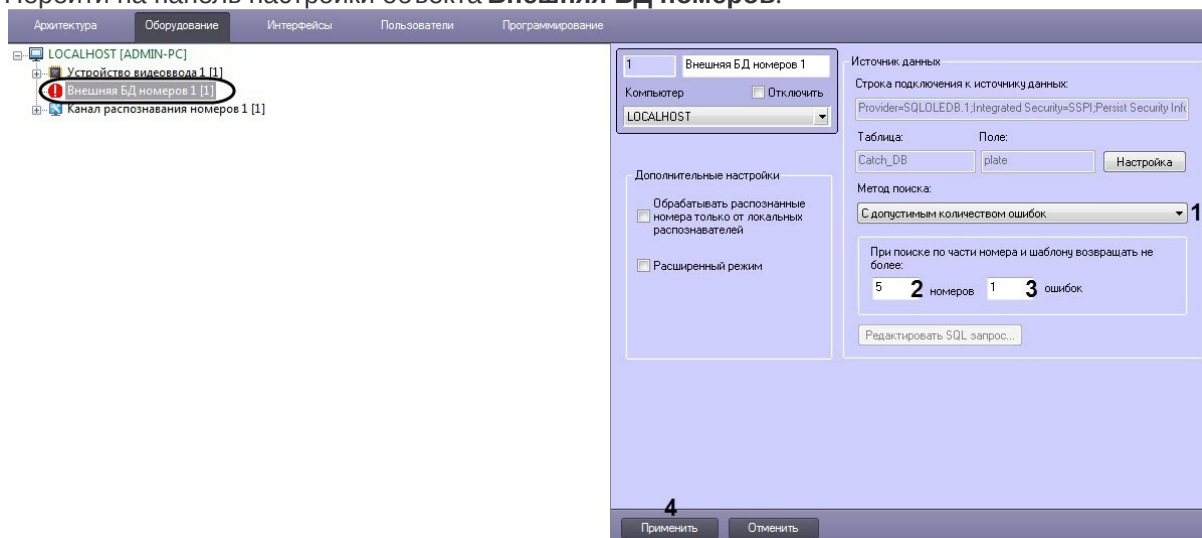 Перейти на панель настройки объекта Внешняя БД номеров.
Архитектура Оборудование Интерфейсы Пользователи Программирование
LOCALHOST [ADMIN-PC]
Устройство видеоввода 1 [1]
Внешняя БД номеров 1 [1]
Канал распознавания номеров 1 [1]
1 Внешняя БД номеров 1
Компьютер Отключить
LOCALHOST
Дополнительные настройки
Обрабатывать распознанные
номера только от локальных
распознавателей
Расширенный режим
Источник данных
Строка подключения к источнику данных:
Provider=SQLOLEDB.1;Integrated Security=SSPI;Persist Security Info
Таблица: Поле:
Catch_DB plate Настройка
Метод поиска:
С допустимым количеством ошибок 1
При поиске по части номера и шаблону возвращать не
более:
5 2 номеров 1 3 ошибок
Редактировать SQL запрос...
4
Применить Отменить